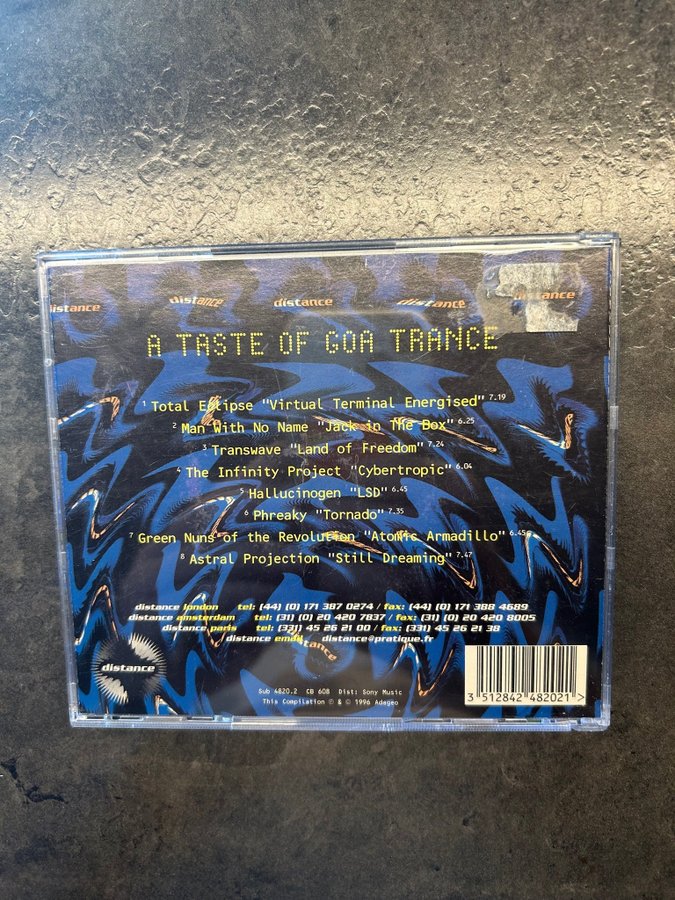 distance distance distance distance distance
A TASTE OF GOA TRANCE
1 Total Eclipse "Virtual Terminal Energised" 7.19
2 Man With No Name "Jack in The Box" 6.25
3 Transwave "Land of Freedom" 7.24
4 The Infinity Project "Cybertropic" 6.04
5 Hallucinogen "LSD" 6.45
6 Phreaky "Tornado" 7.35
7 Green Nuns of the Revolution "Atomic Armadillo" 6.45
8 Astral Projection "Still Dreaming" 7.47
distance london tel: (44) (0) 171 387 0274 / fax: (44) (0) 171 388 4689
distance amsterdam tel: (31) (0) 20 420 7837 / fax: (31) (0) 20 420 8005
distance paris tel: (331) 45 26 21 00 / fax: (331) 45 26 21 38
distance email distance@pratique.fr
distance
distance
Sub 4820.2 CB 608 Dist: Sony Music
This Compilation ℗ & © 1996 Adageo
3 512842 482021 >